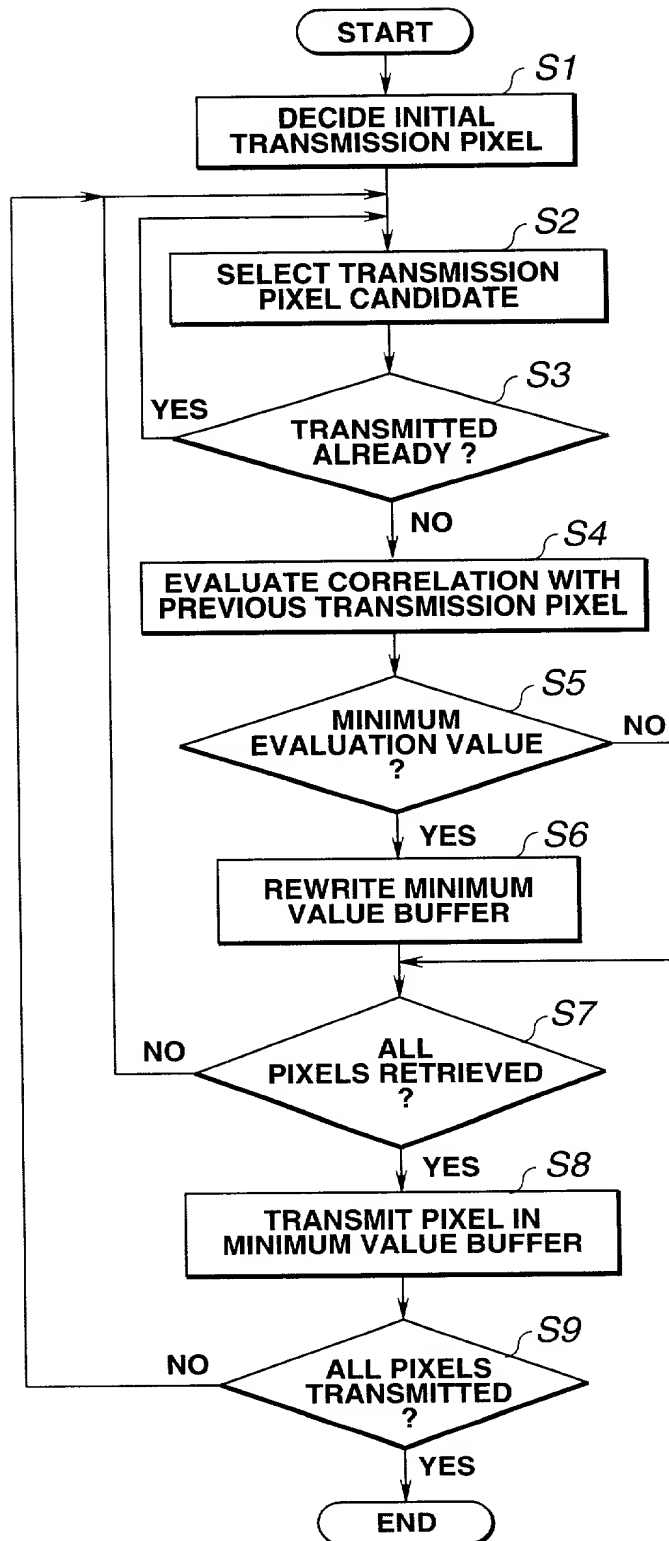 START
S1
DECIDE INITIAL
TRANSMISSION PIXEL
S2
SELECT TRANSMISSION
PIXEL CANDIDATE
S3
YES
TRANSMITTED
ALREADY ?
NO
S4
EVALUATE CORRELATION WITH
PREVIOUS TRANSMISSION PIXEL
S5
MINIMUM
EVALUATION VALUE
?
NO
YES
S6
REWRITE MINIMUM
VALUE BUFFER
S7
NO
ALL
PIXELS RETRIEVED
?
YES
S8
TRANSMIT PIXEL IN
MINIMUM VALUE BUFFER
S9
NO
ALL PIXELS
TRANSMITTED
?
YES
END